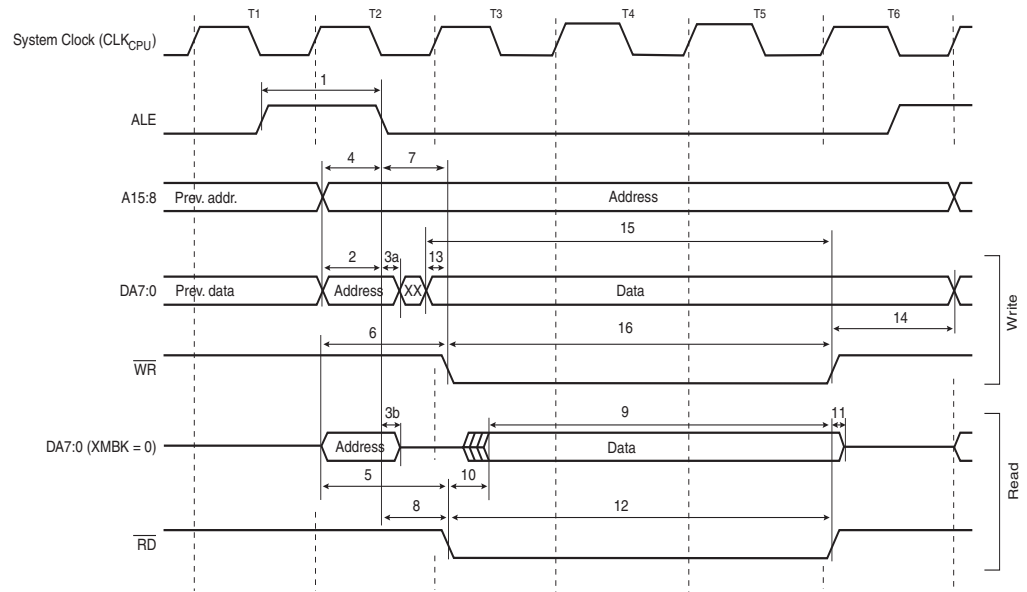 T1 T2 T3 T4 T5 T6
System Clock (CLKCPU)
1
ALE
4 7
A15:8 Prev. addr. Address
15
2 3a 13
DA7:0 Prev. data Address XX Data
14
6 16
WR
Write
3b 9 11
DA7:0 (XMBK = 0) Address Data
5 10
8 12
RD
Read